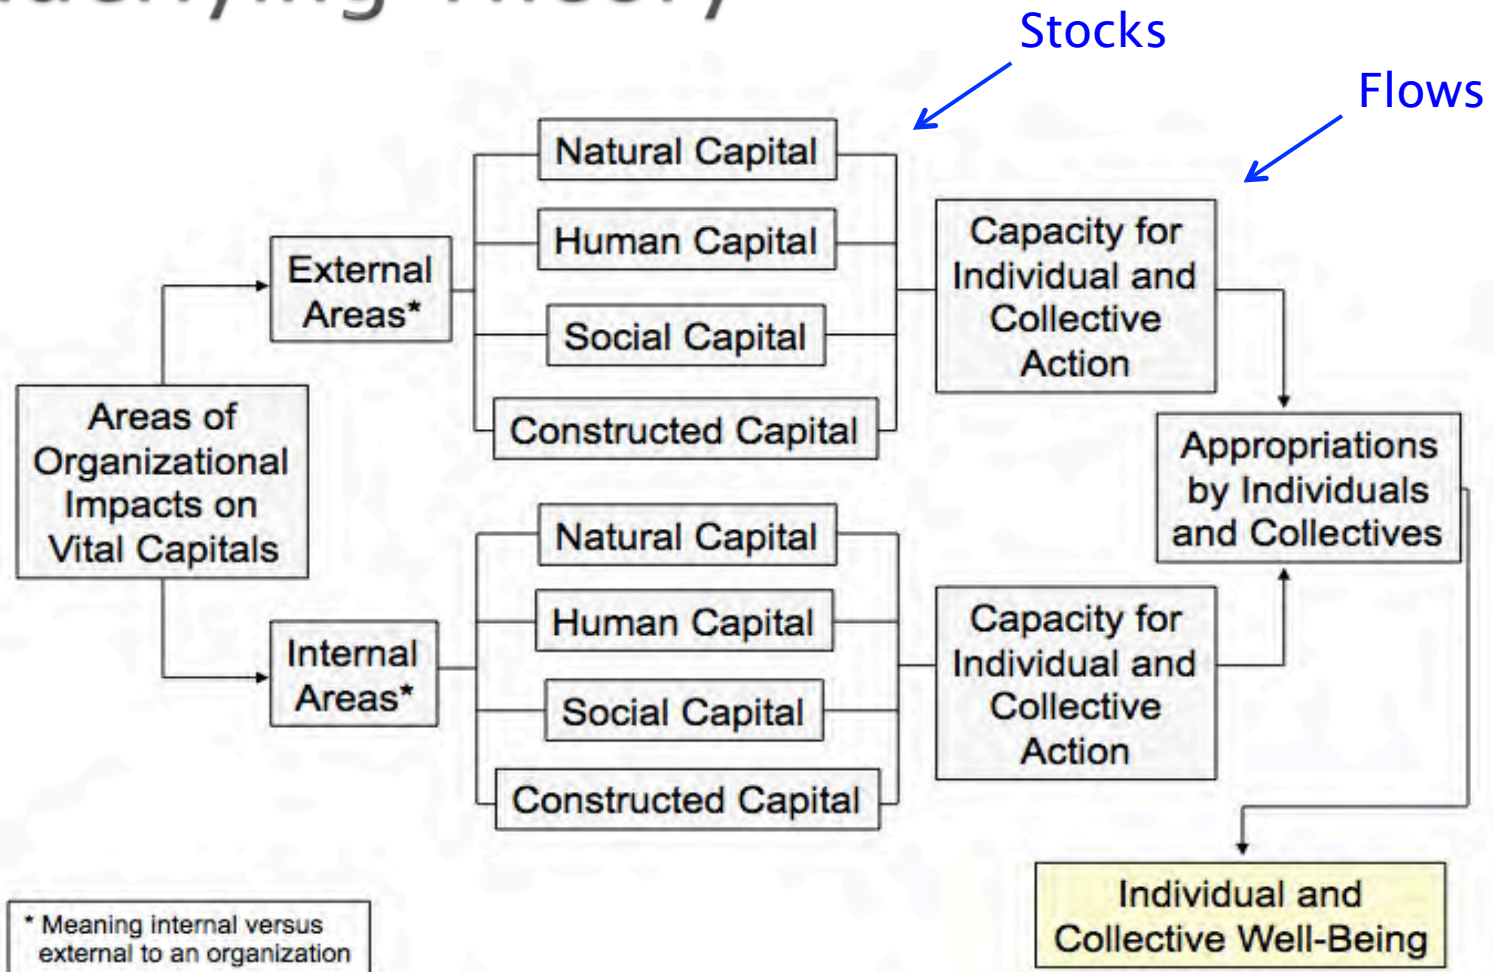 Theory
Stocks
Flows
Natural Capital
Human Capital
Social Capital
Constructed Capital
External
Areas*
Capacity for
Individual and
Collective
Action
Areas of
Organizational
Impacts on
Vital Capitals
Appropriations
by Individuals
and Collectives
Natural Capital
Human Capital
Social Capital
Constructed Capital
Internal
Areas*
Capacity for
Individual and
Collective
Action
Individual and
Collective Well-Being
* Meaning internal versus
external to an organization